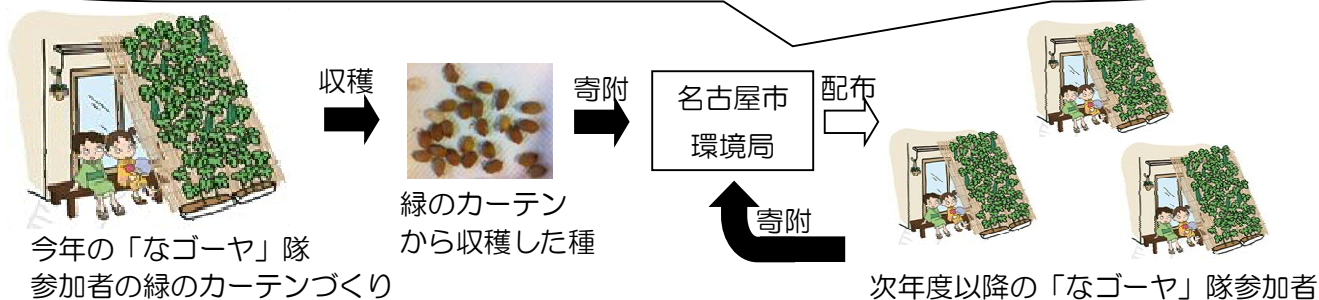 収穫
寄附
名古屋市
環境局
配布
緑のカーテン
から収穫した種
寄附
今年の「なゴーヤ」隊
参加者の緑のカーテンづくり
次年度以降の「なゴーヤ」隊参加者